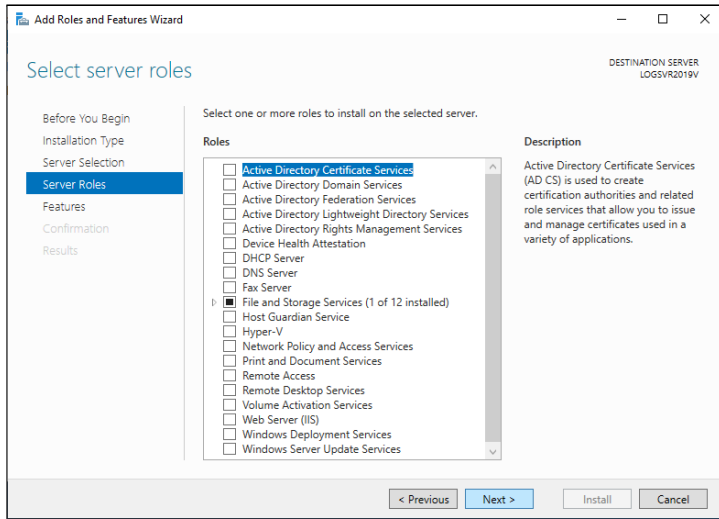 Add Roles and Features Wizard
Select server roles
DESTINATION SERVER
LOGSVR2019V
Before You Begin
Installation Type
Server Selection
Server Roles
Features
Confirmation
Results
Select one or more roles to install on the selected server.
Roles
Active Directory Certificate Services
Active Directory Domain Services
Active Directory Federation Services
Active Directory Lightweight Directory Services
Active Directory Rights Management Services
Device Health Attestation
DHCP Server
DNS Server
Fax Server
File and Storage Services (1 of 12 installed)
Host Guardian Service
Hyper-V
Network Policy and Access Services
Print and Document Services
Remote Access
Remote Desktop Services
Volume Activation Services
Web Server (IIS)
Windows Deployment Services
Windows Server Update Services
Description
Active Directory Certificate Services
(AD CS) is used to create
certification authorities and related
role services that allow you to issue
and manage certificates used in a
variety of applications.
< Previous
Next >
Install
Cancel